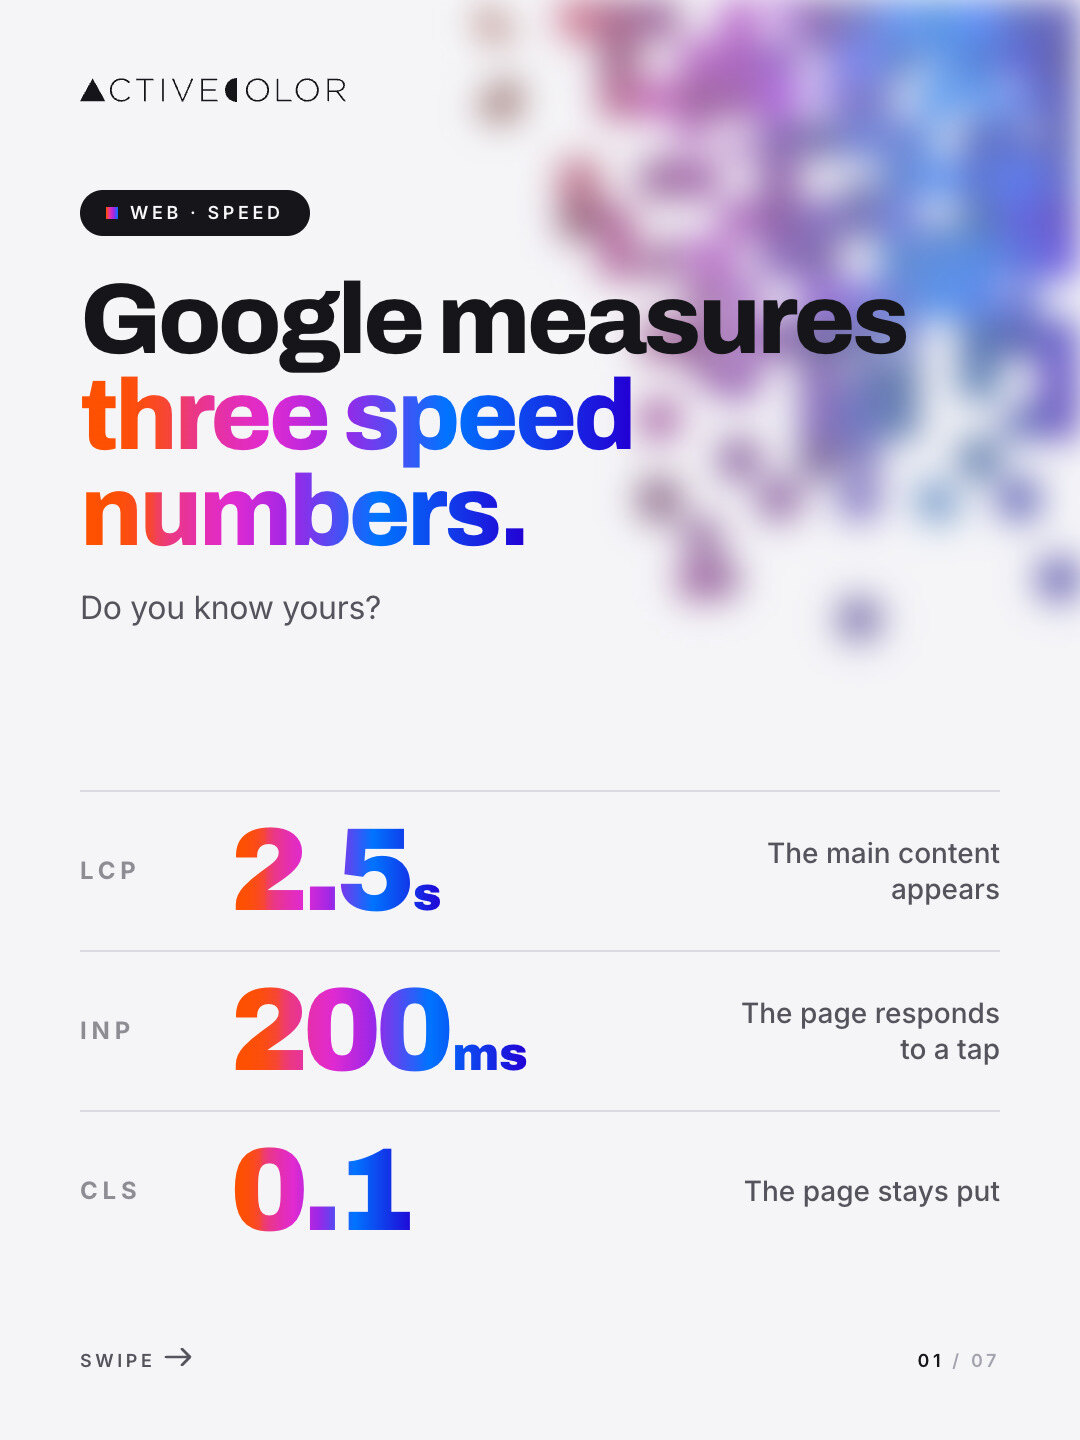 ACTIVECOLOR
WEB · SPEED
Google measures
three speed
numbers.
Do you know yours?
LCP
2.5s
The main content
appears
INP
200ms
The page responds
to a tap
CLS
0.1
The page stays put
SWIPE →
01 / 07